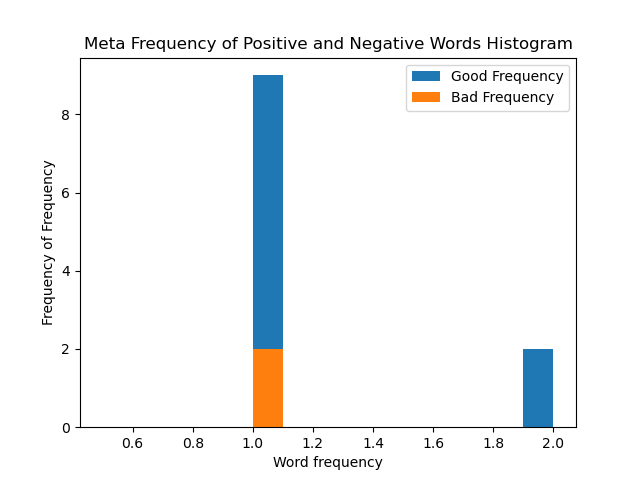 Meta Frequency of Positive and Negative Words Histogram
Good Frequency
Bad Frequency
8
6
4
2
0
Frequency of Frequency
0.6 0.8 1.0 1.2 1.4 1.6 1.8 2.0
Word frequency